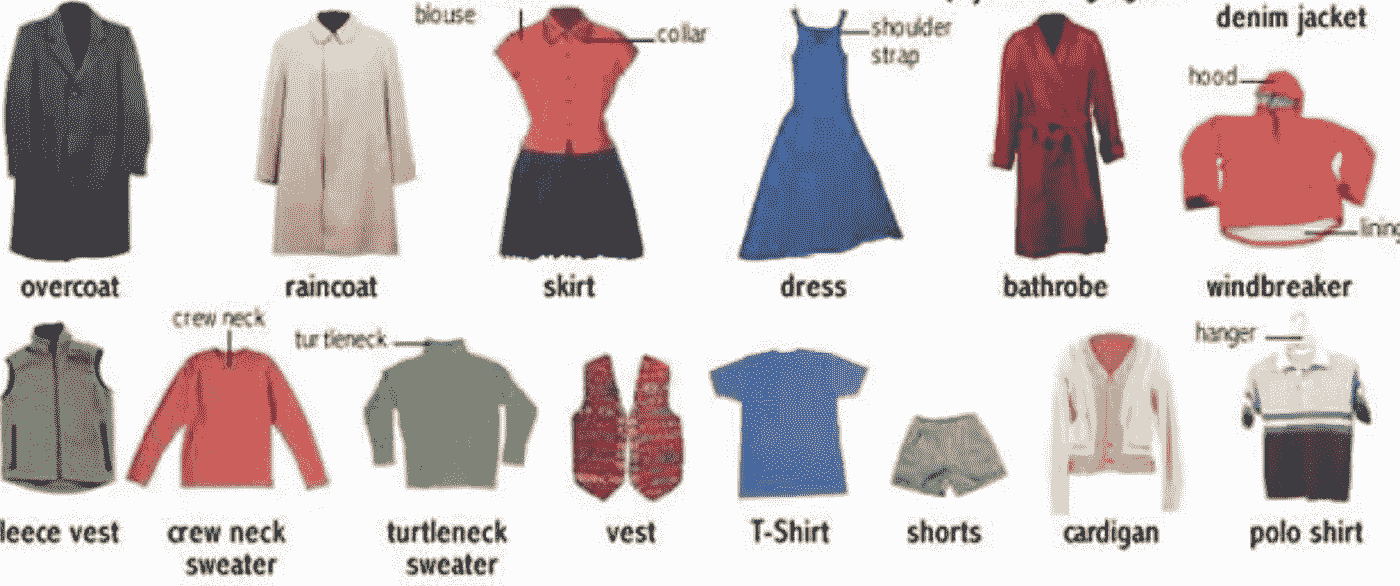 blouse
collar
shoulder
strap
denim jacket
hood
lining
overcoat
raincoat
skirt
dress
bathrobe
windbreaker
crew neck
turtleneck
hanger
leece vest
crew neck
sweater
turtleneck
sweater
vest
T-Shirt
shorts
cardigan
polo shirt